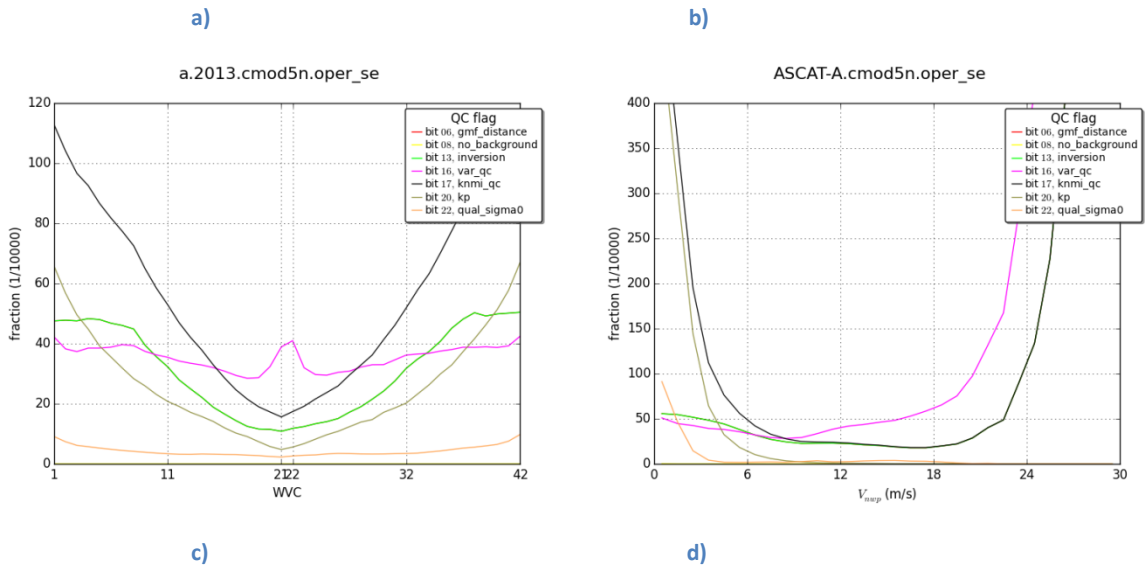 a)
b)
a.2013.cmod5n.oper_se
ASCAT-A.cmod5n.oper_se
fraction (1/10000)
120
100
80
60
40
20
0
QC flag
bit 06, gmf_distance
bit 08, no_background
bit 13, inversion
bit 16, var_qc
bit 17, knmi_qc
bit 20, kp
bit 22, qual_sigma0
1 11 2122 32 42
WVC
fraction (1/10000)
400
350
300
250
200
150
100
50
0
QC flag
bit 06, gmf_distance
bit 08, no_background
bit 13, inversion
bit 16, var_qc
bit 17, knmi_qc
bit 20, kp
bit 22, qual_sigma0
0 6 12 18 24 30
Vnwp (m/s)
c)
d)